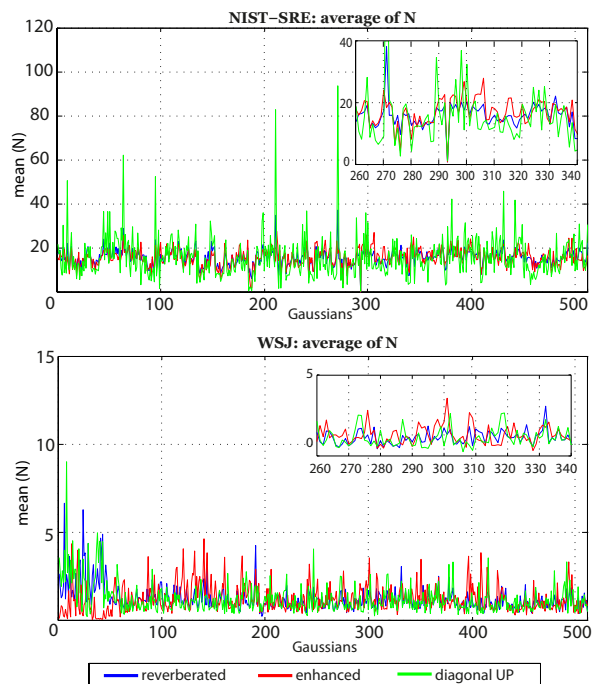 NIST–SRE: average of N
120
100
80
60
40
20
mean (N)
40
20
0
260 270 280 290 300 310 320 330 340
100 200 300 400 500
Gaussians
WSJ: average of N
15
10
5
mean (N)
5
0
260 270 280 290 300 310 320 330 340
0 100 200 300 400 500
Gaussians
reverberated enhanced diagonal UP